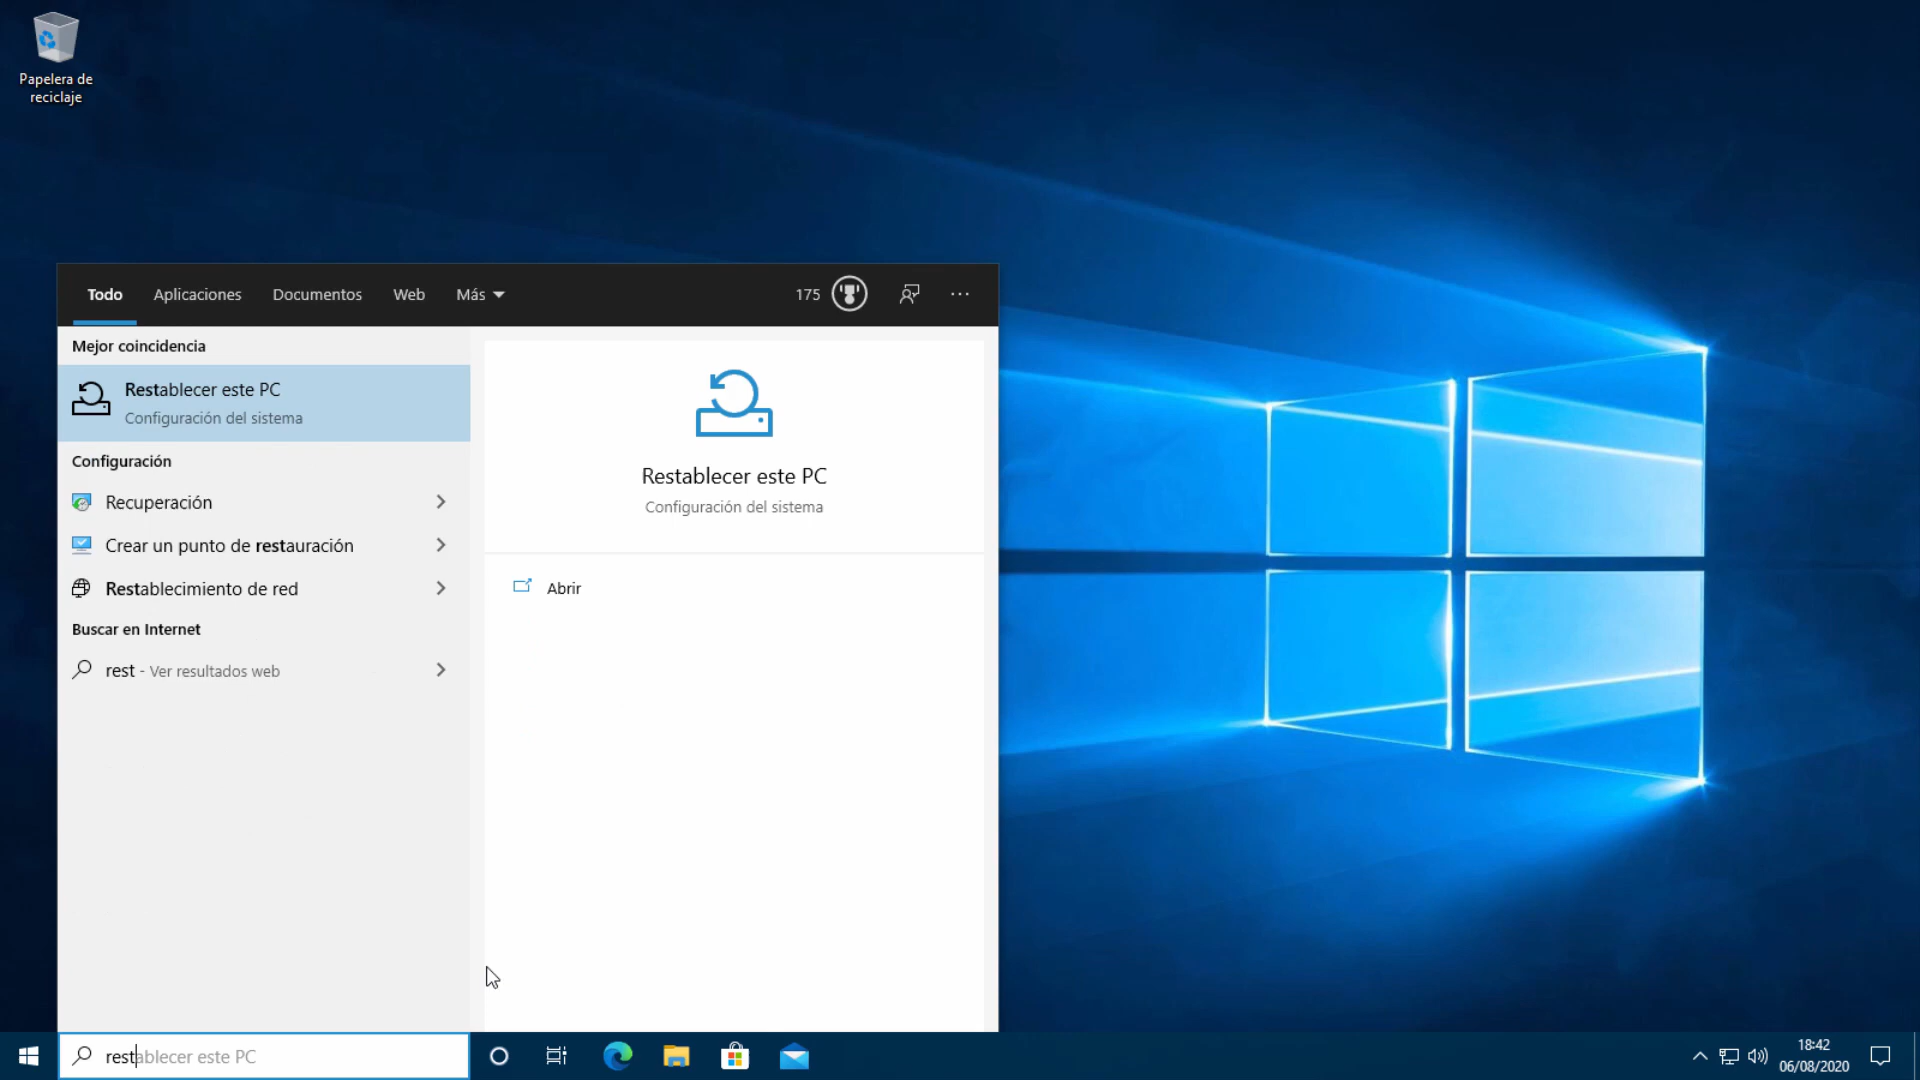 Papelera de
reciclaje
Todo Aplicaciones Documentos Web Más 175 ···
Mejor coincidencia
Restablecer este PC
Configuración del sistema
Configuración
Recuperación
Crear un punto de restauración
Restablecimiento de red
Buscar en Internet
rest - Ver resultados web
Restablecer este PC
Configuración del sistema
Abrir
restablecer este PC
18:42
06/08/2020